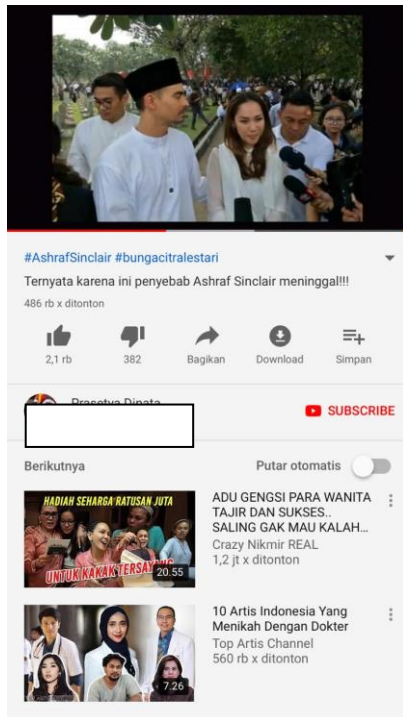 #AshrafSinclair #bungacitralestari
Ternyata karena ini penyebab Ashraf Sinclair meninggal!!!
486 rb x ditonton
2,1 rb
382
Bagikan
Download
Simpan
SUBSCRIBE
Berikutnya
Putar otomatis
HADIAH SEHARGA RATUSAN JUTA
UNTUK KAKAK TERSAYANG
20.55
ADU GENGSI PARA WANITA
TAJIR DAN SUKSES..
SALING GAK MAU KALAH...
Crazy Nikmir REAL
1,2 jt x ditonton
7.26
10 Artis Indonesia Yang
Menikah Dengan Dokter
Top Artis Channel
560 rb x ditonton